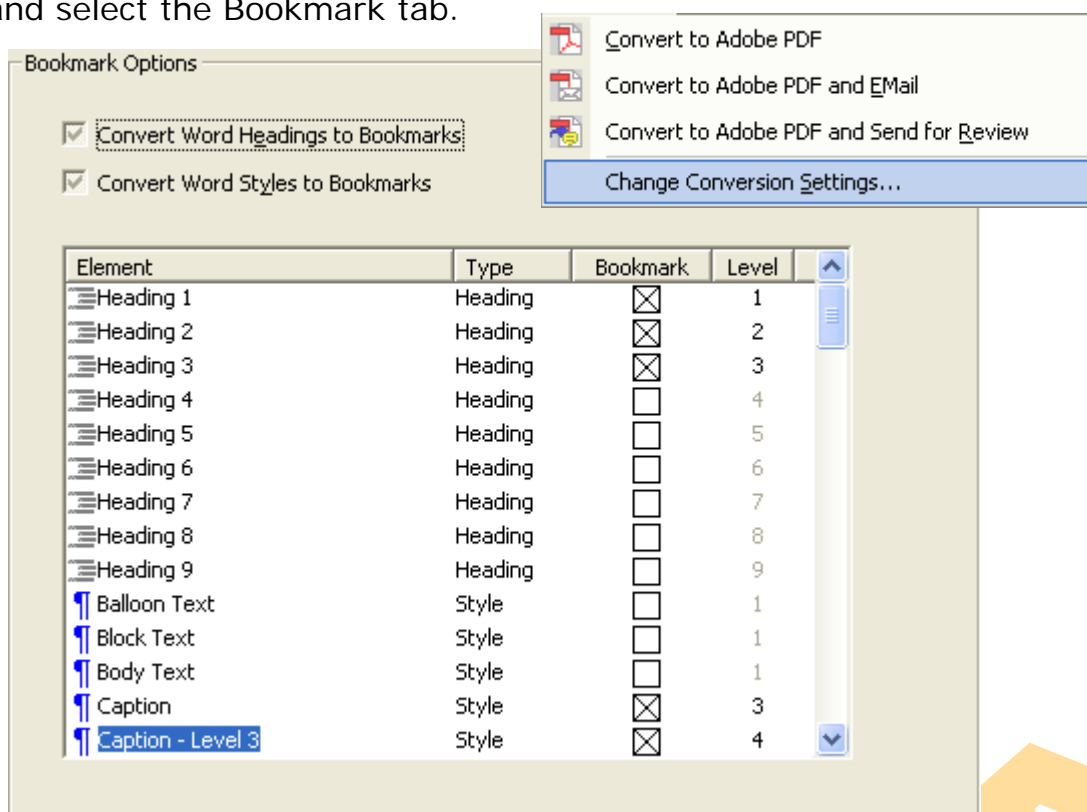 and select the Bookmark tab.
Convert to Adobe PDF
Convert to Adobe PDF and EMail
Convert to Adobe PDF and Send for Review
Change Conversion Settings...
Bookmark Options
Convert Word Headings to Bookmarks
Convert Word Styles to Bookmarks
Element Type Bookmark Level
Heading 1 Heading 1
Heading 2 Heading 2
Heading 3 Heading 3
Heading 4 Heading 4
Heading 5 Heading 5
Heading 6 Heading 6
Heading 7 Heading 7
Heading 8 Heading 8
Heading 9 Heading 9
Balloon Text Style 1
Block Text Style 1
Body Text Style 1
Caption Style 3
Caption - Level 3 Style 4